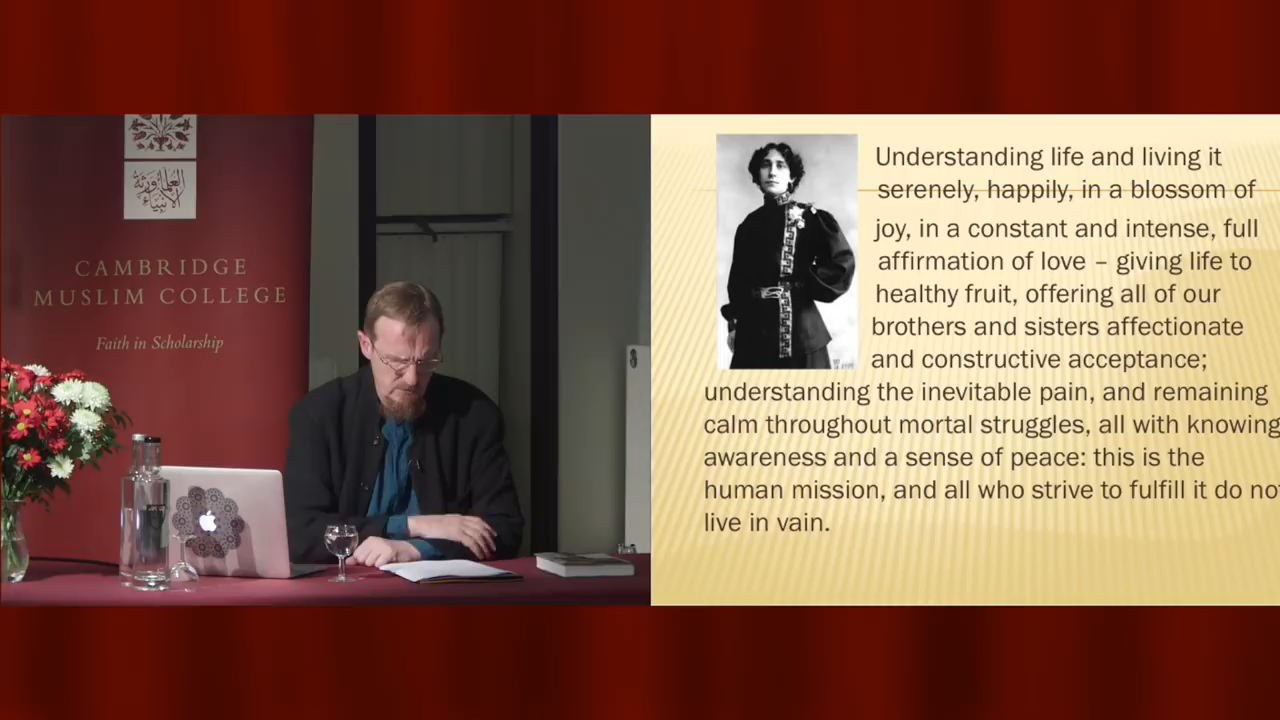 العلماء ورثة
الأنبياء
CAMBRIDGE
MUSLIM COLLEGE
Faith in Scholarship
Understanding life and living it
serenely, happily, in a blossom of
joy, in a constant and intense, full
affirmation of love – giving life to
healthy fruit, offering all of our
brothers and sisters affectionate
and constructive acceptance;
understanding the inevitable pain, and remaining
calm throughout mortal struggles, all with knowing
awareness and a sense of peace: this is the
human mission, and all who strive to fulfill it do not
live in vain.